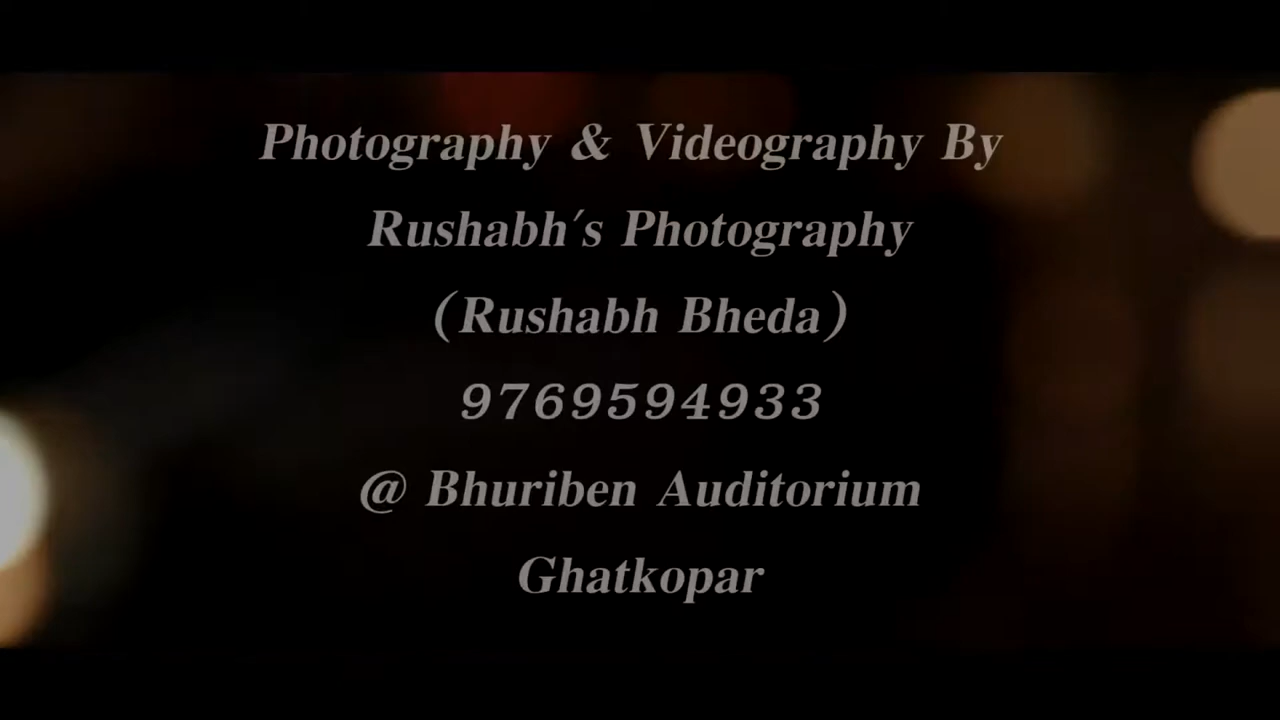 Photography & Videography By
Rushabh's Photography
(Rushabh Bheda)
9769594933
@ Bhuriben Auditorium
Ghatkopar